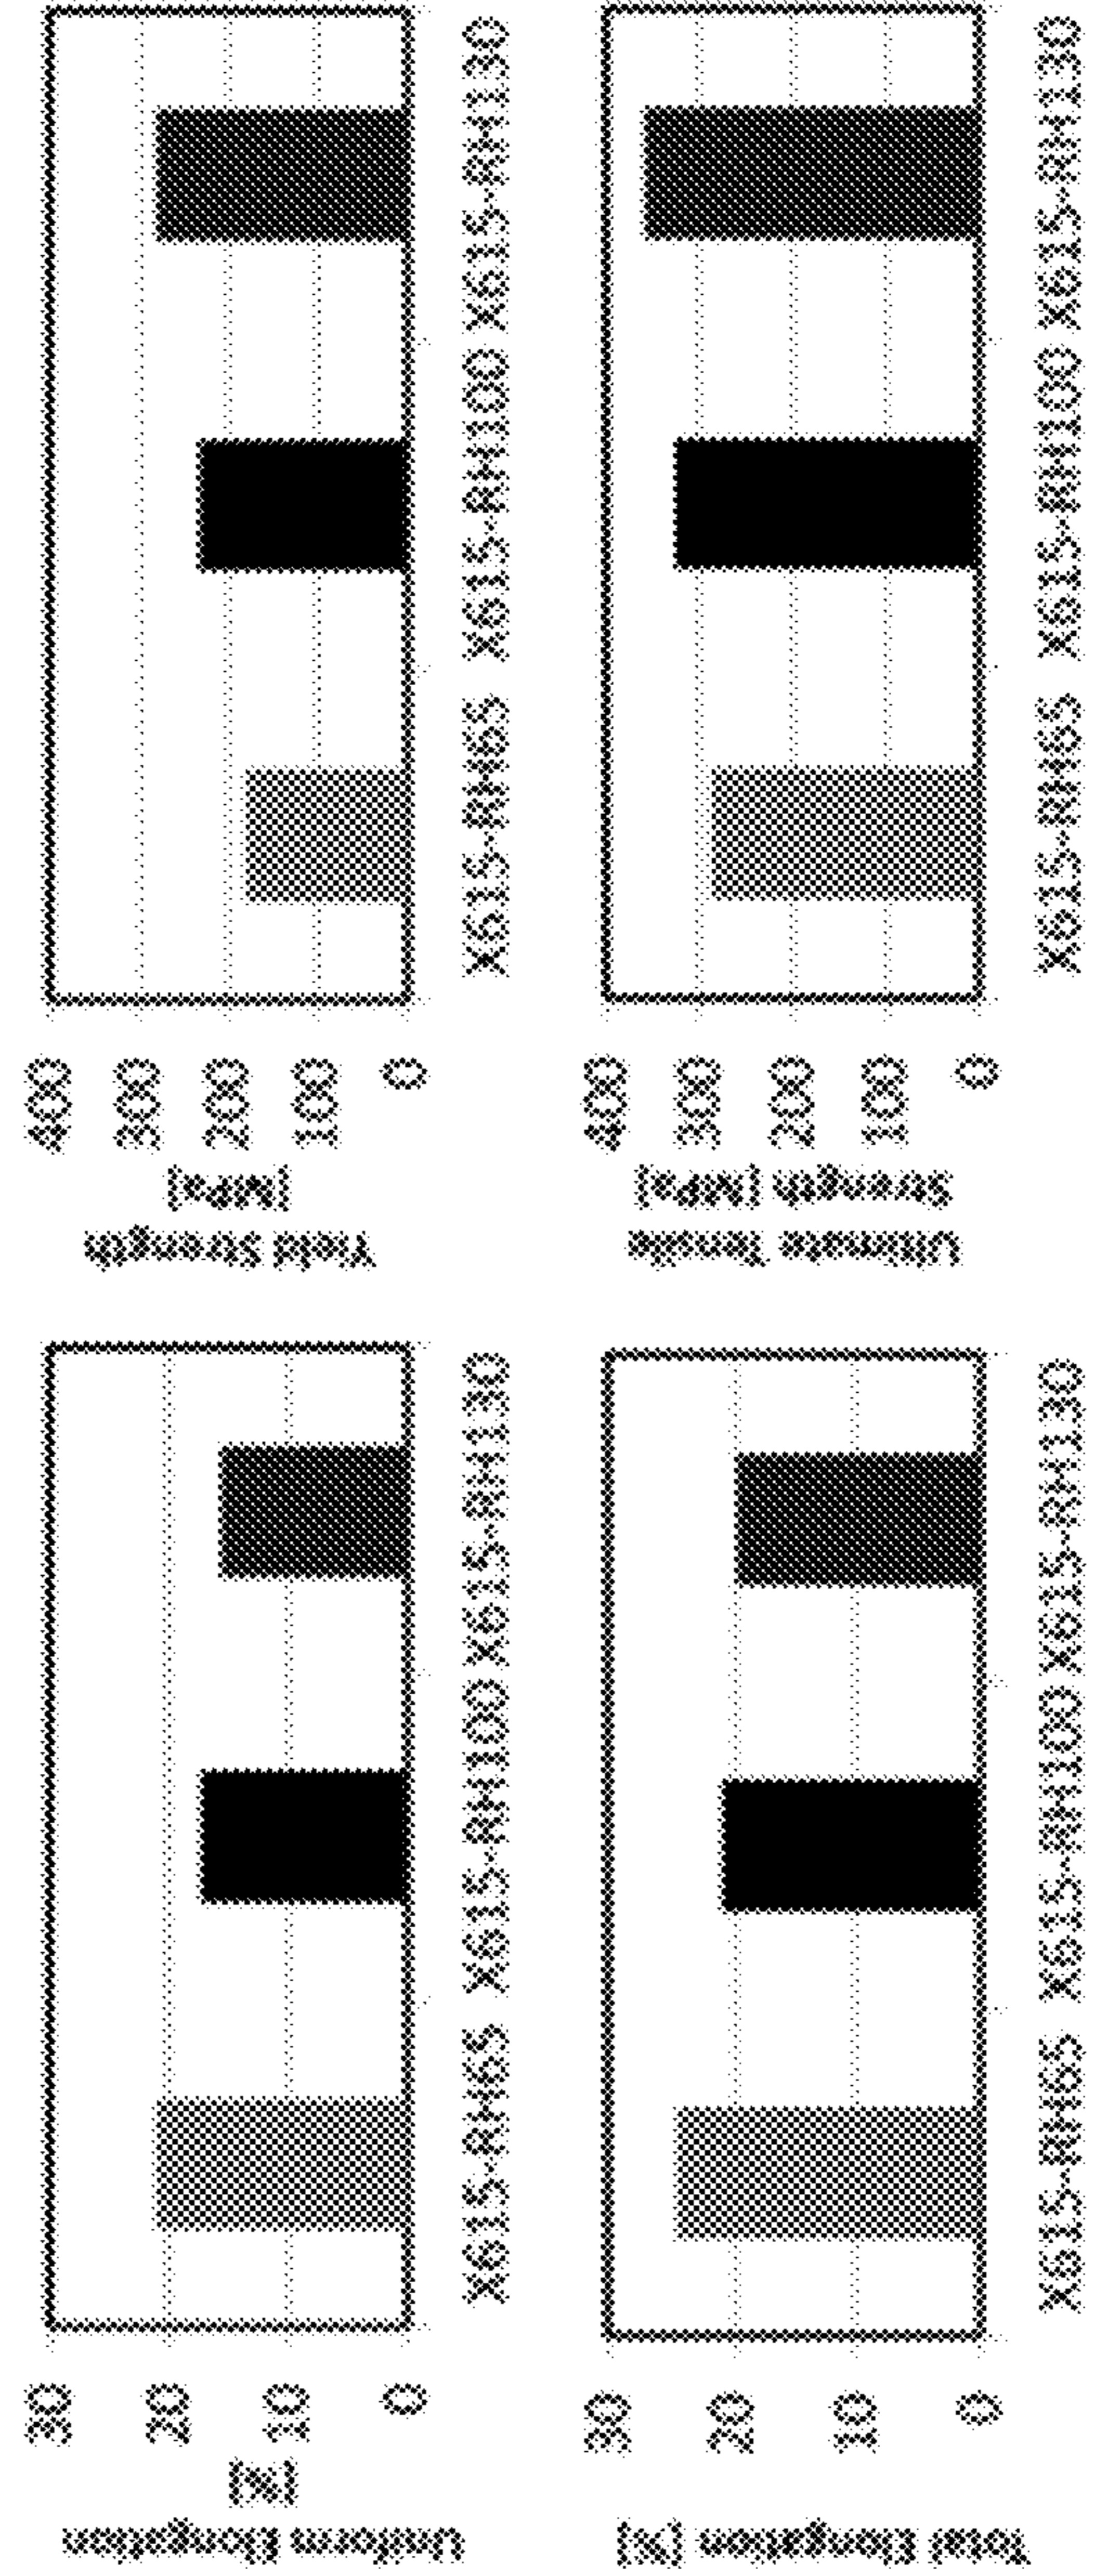 400
300
200
100
0
Yield Strength
[MPa]
X615-RH65
X615-RH100
X615-RH130
400
300
200
100
0
Ultimate Tensile
Strength [MPa]
X615-RH65
X615-RH100
X615-RH130
30
20
10
0
Uniform Elongation
[%]
X615-RH65
X615-RH100
X615-RH130
30
20
10
0
Total Elongation [%]
X615-RH65
X615-RH100
X615-RH130